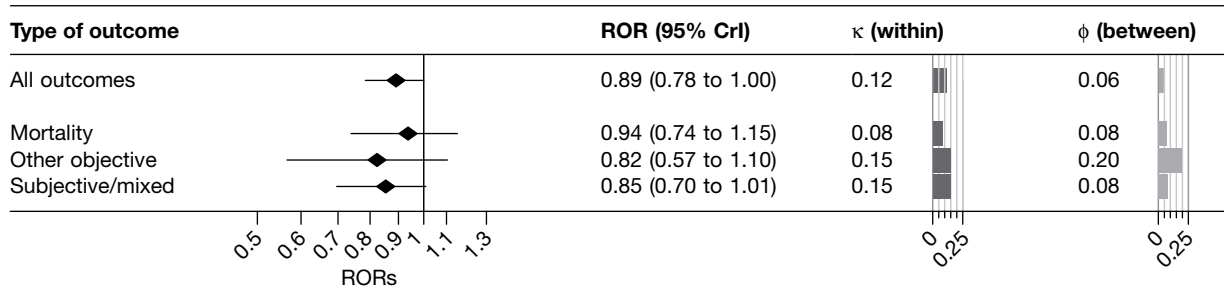 Type of outcome ROR (95% CrI) κ (within) ϕ (between)
All outcomes 0.89 (0.78 to 1.00) 0.12 0.06
Mortality 0.94 (0.74 to 1.15) 0.08 0.08
Other objective 0.82 (0.57 to 1.10) 0.15 0.20
Subjective/mixed 0.85 (0.70 to 1.01) 0.15 0.08
0.5 0.6 0.7 0.8 0.9 1 1.1 1.3 0 0.25 0 0.25
RORs